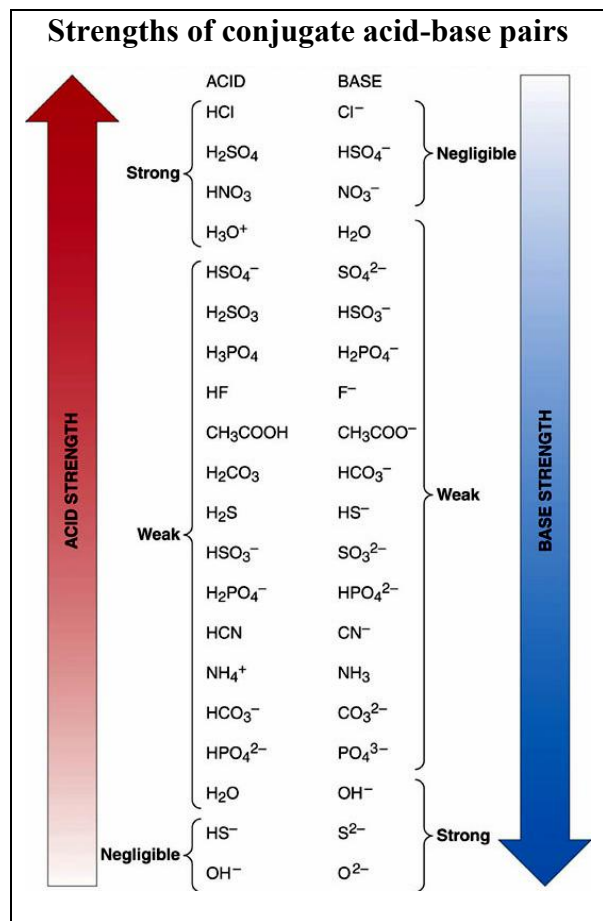 Strengths of conjugate acid-base pairs
ACID BASE
HCl Cl⁻
H₂SO₄ HSO₄⁻
Strong Negligible
HNO₃ NO₃⁻
H₃O⁺ H₂O
HSO₄⁻ SO₄²⁻
H₂SO₃ HSO₃⁻
H₃PO₄ H₂PO₄⁻
HF F⁻
CH₃COOH CH₃COO⁻
H₂CO₃ HCO₃⁻
ACID STRENGTH Weak BASE STRENGTH
H₂S HS⁻
Weak
HSO₃⁻ SO₃²⁻
H₂PO₄⁻ HPO₄²⁻
HCN CN⁻
NH₄⁺ NH₃
HCO₃⁻ CO₃²⁻
HPO₄²⁻ PO₄³⁻
H₂O OH⁻
HS⁻ S²⁻
Negligible Strong
OH⁻ O²⁻